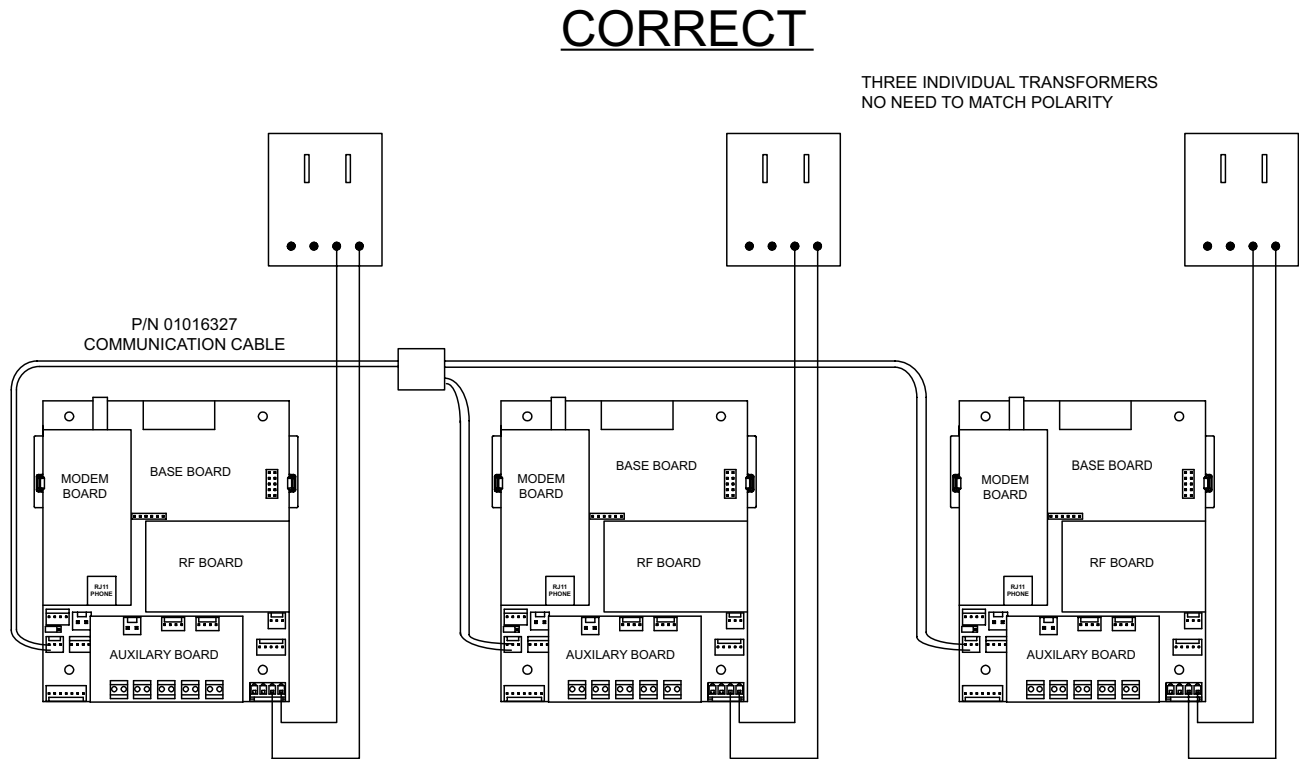 CORRECT
THREE INDIVIDUAL TRANSFORMERS
NO NEED TO MATCH POLARITY
P/N 01016327
COMMUNICATION CABLE
MODEM
BOARD
BASE BOARD
RF BOARD
RJ11
PHONE
AUXILARY BOARD
MODEM
BOARD
BASE BOARD
RF BOARD
RJ11
PHONE
AUXILARY BOARD
MODEM
BOARD
BASE BOARD
RF BOARD
RJ11
PHONE
AUXILARY BOARD